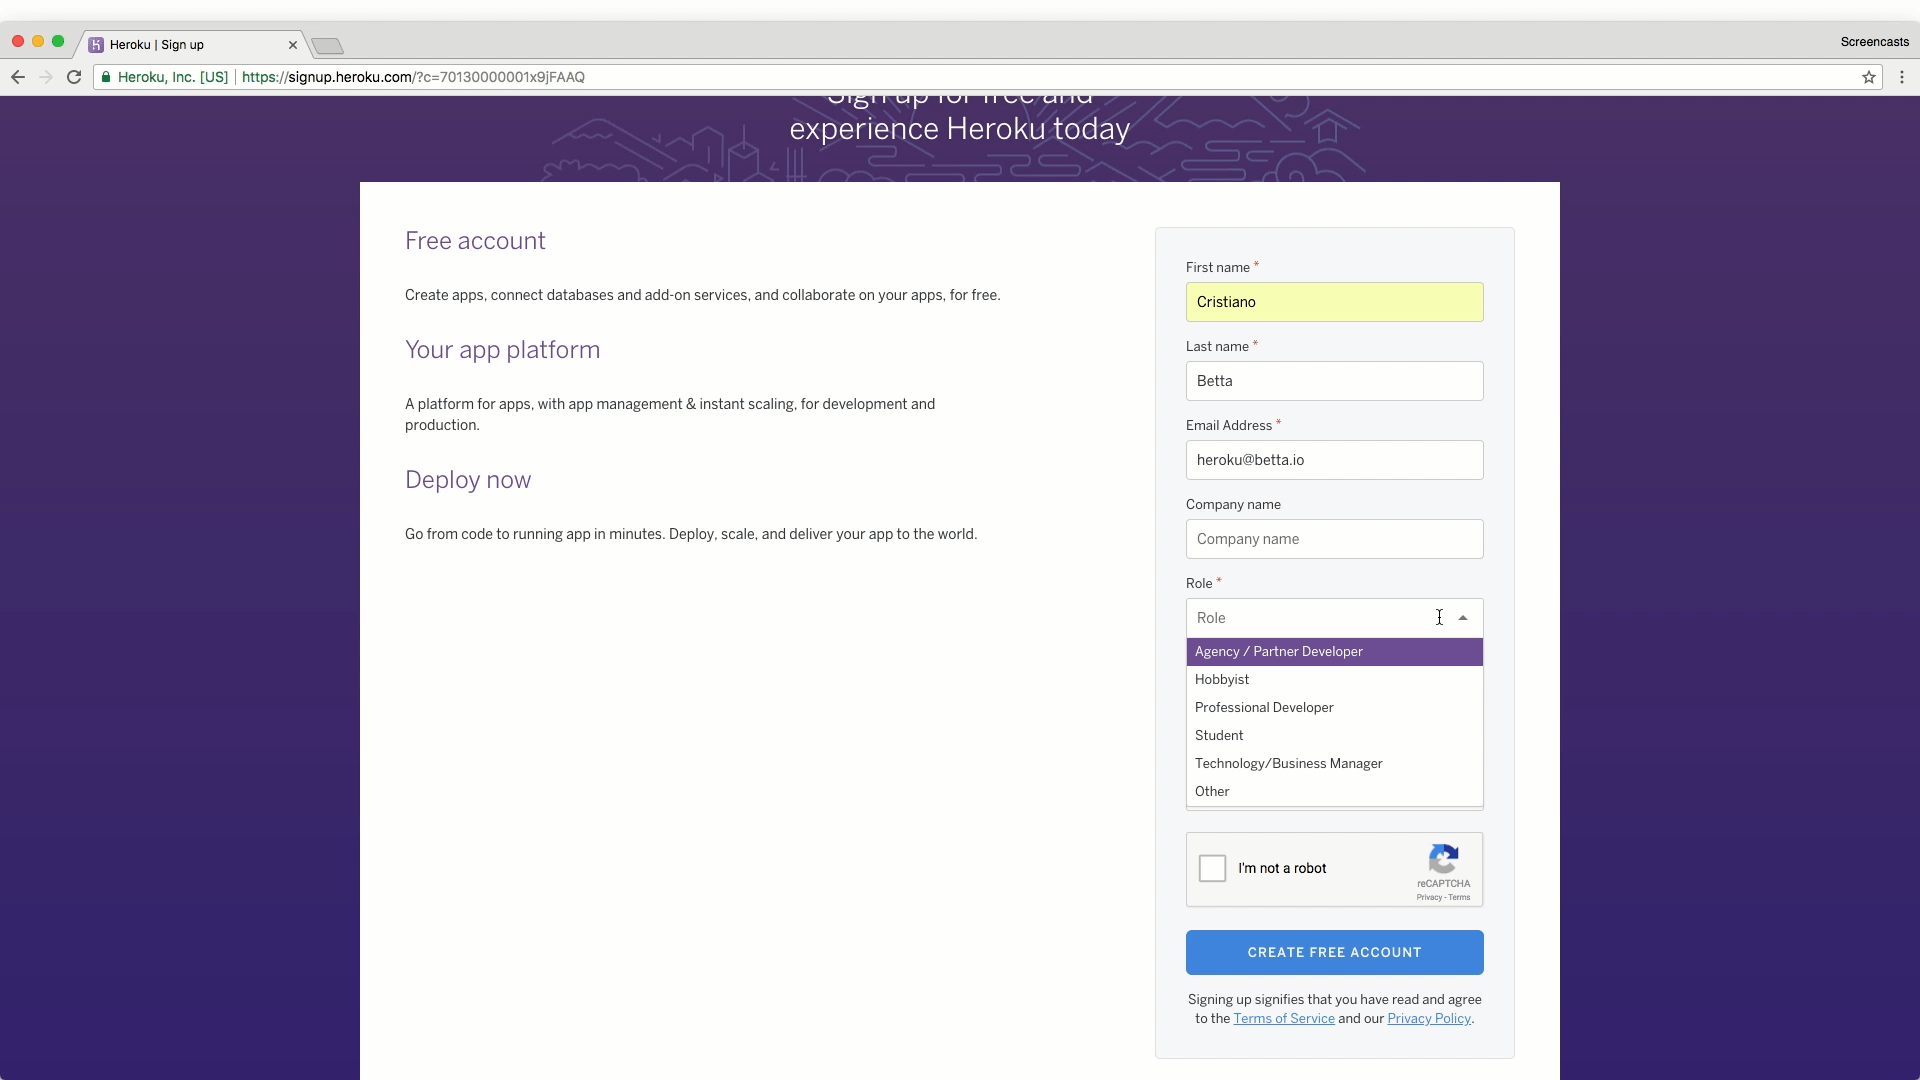 Heroku | Sign up
Screencasts
Heroku, Inc. [US] | https://signup.heroku.com/?c=70130000001x9jFAAQ
Sign up for free and
experience Heroku today
Free account
Create apps, connect databases and add-on services, and collaborate on your apps, for free.
Your app platform
A platform for apps, with app management & instant scaling, for development and
production.
Deploy now
Go from code to running app in minutes. Deploy, scale, and deliver your app to the world.
First name *
Cristiano
Last name *
Betta
Email Address *
heroku@betta.io
Company name
Company name
Role *
Role
Agency / Partner Developer
Hobbyist
Professional Developer
Student
Technology/Business Manager
Other
I'm not a robot
reCAPTCHA
Privacy - Terms
CREATE FREE ACCOUNT
Signing up signifies that you have read and agree
to the Terms of Service and our Privacy Policy.